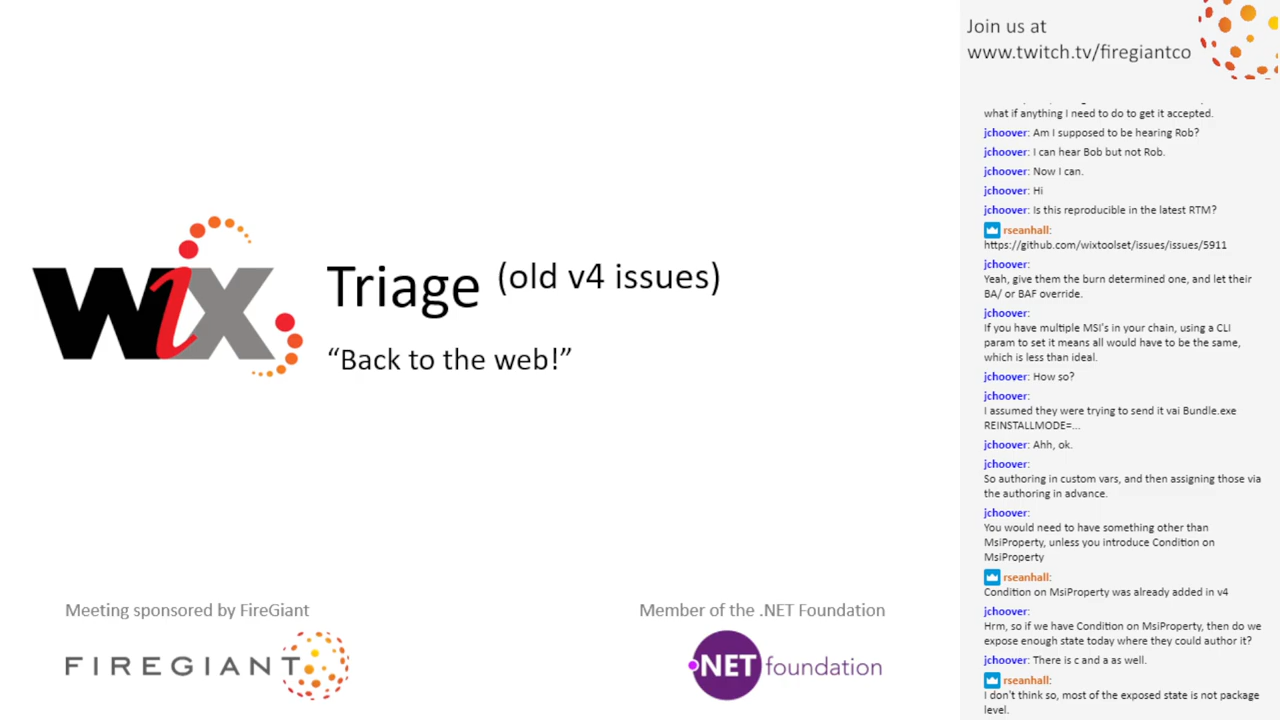 WiX
Triage (old v4 issues)
“Back to the web!”
Meeting sponsored by FireGiant
FIREGIANT
Member of the .NET Foundation
.NET foundation
Join us at
www.twitch.tv/firegiantco
what if anything I need to do to get it accepted.
jchoover: Am I supposed to be hearing Rob?
jchoover: I can hear Bob but not Rob.
jchoover: Now I can.
jchoover: Hi
jchoover: Is this reproducible in the latest RTM?
rseanhall:
https://github.com/wixtoolset/issues/issues/5911
jchoover:
Yeah, give them the burn determined one, and let their
BA/ or BAF override.
jchoover:
If you have multiple MSI's in your chain, using a CLI
param to set it means all would have to be the same,
which is less than ideal.
jchoover: How so?
jchoover:
I assumed they were trying to send it vai Bundle.exe
REINSTALLMODE=...
jchoover: Ahh, ok.
jchoover:
So authoring in custom vars, and then assigning those via
the authoring in advance.
jchoover:
You would need to have something other than
MsiProperty, unless you introduce Condition on
MsiProperty
rseanhall:
Condition on MsiProperty was already added in v4
jchoover:
Hrm, so if we have Condition on MsiProperty, then do we
expose enough state today where they could author it?
jchoover: There is c and a as well.
rseanhall:
I don't think so, most of the exposed state is not package
level.